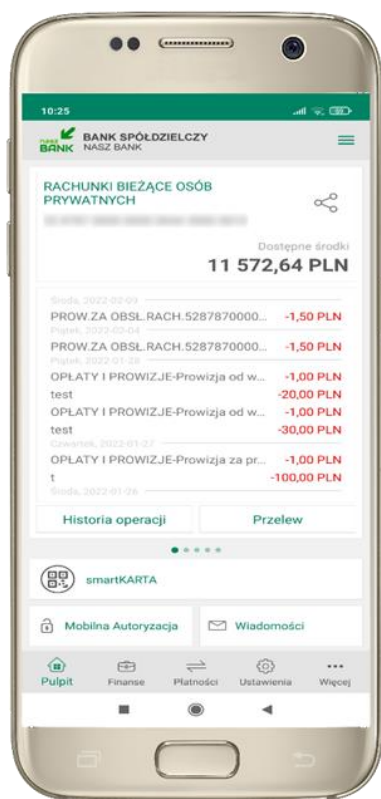 10:25
nasz
BANK
BANK SPÓŁDZIELCZY
NASZ BANK
RACHUNKI BIEŻĄCE OSÓB
PRYWATNYCH
Dostępne środki
11 572,64 PLN
Środa, 2022-02-09
PROW.ZA OBSŁ.RACH.5287870000... -1,50 PLN
Piątek, 2022-02-04
PROW.ZA OBSŁ.RACH.5287870000... -1,50 PLN
Piątek, 2022-01-28
OPŁATY I PROWIZJE-Prowizja od w... -1,00 PLN
test -20,00 PLN
OPŁATY I PROWIZJE-Prowizja od w... -1,00 PLN
test -30,00 PLN
Czwartek, 2022-01-27
OPŁATY I PROWIZJE-Prowizja za pr... -1,00 PLN
t -100,00 PLN
Środa, 2022-01-26
Historia operacji Przelew
smartKARTA
Mobilna Autoryzacja Wiadomości
Pulpit Finanse Płatności Ustawienia Więcej